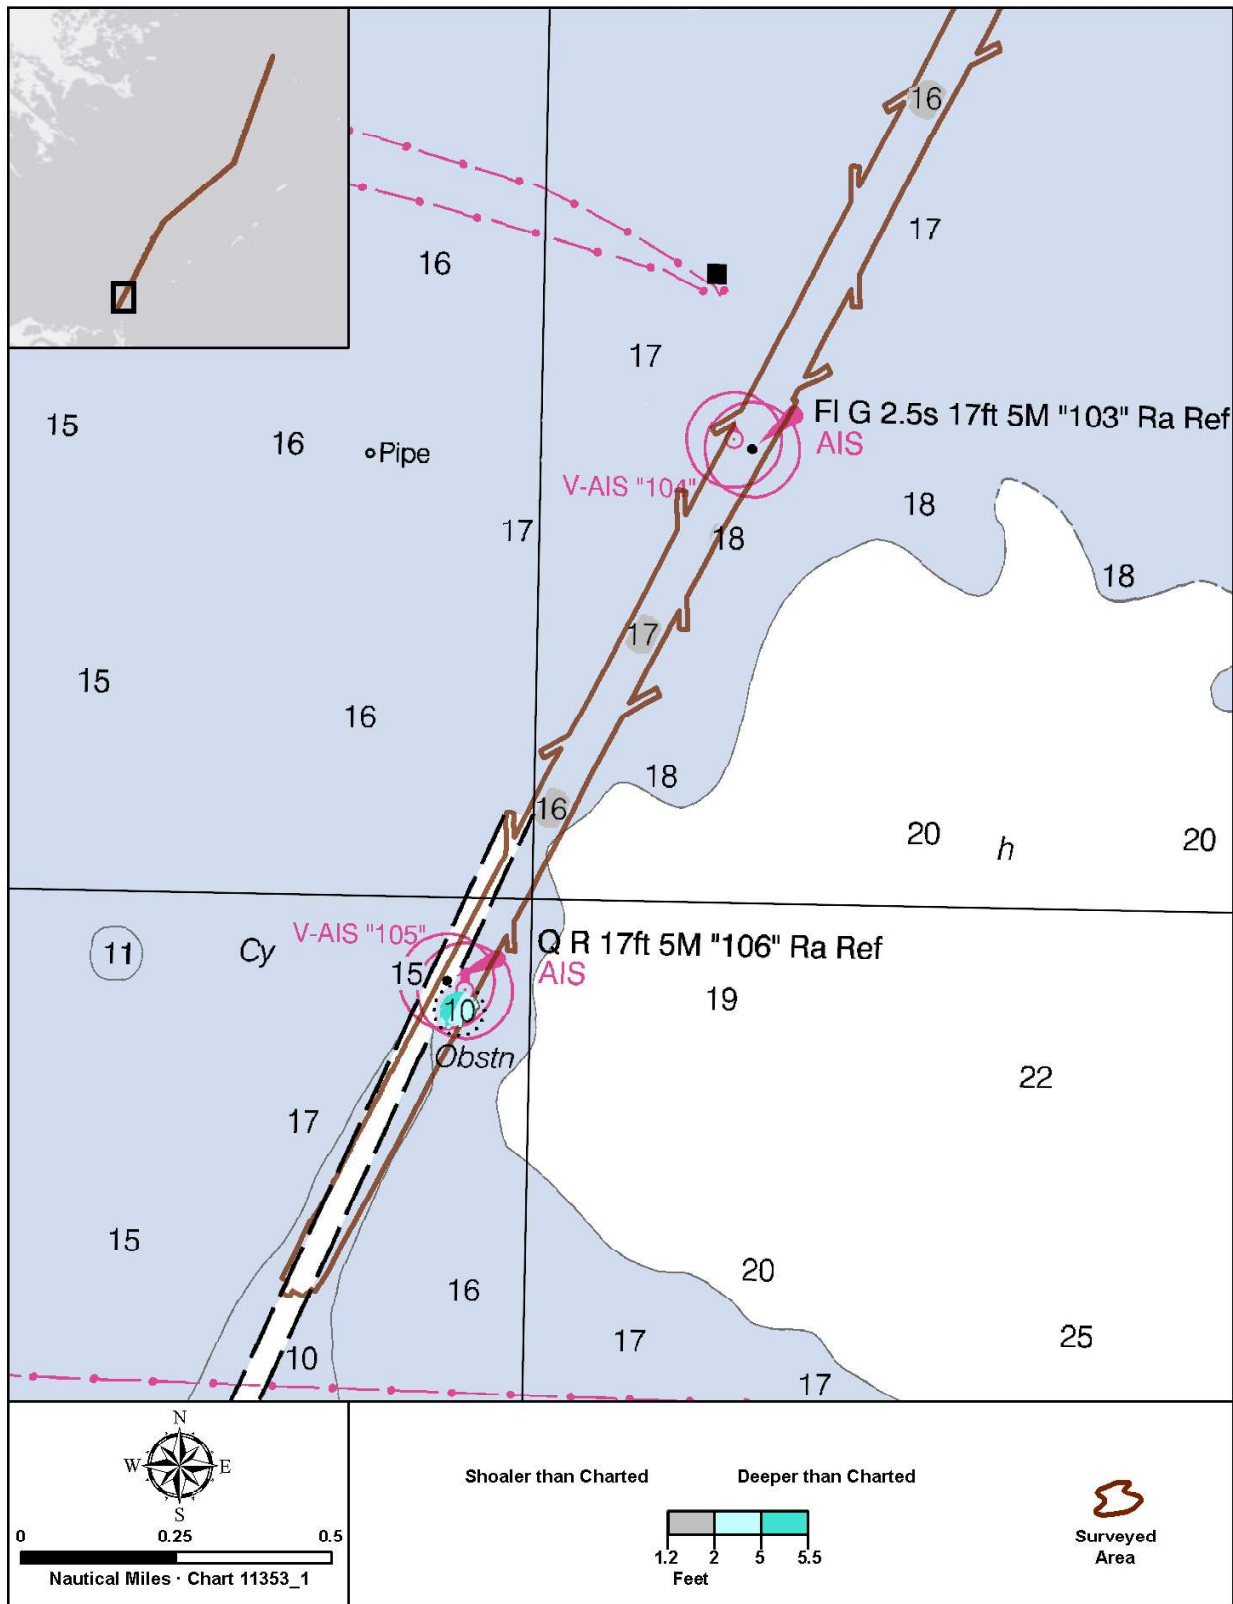 16
17
16
17
15
16
Pipe
Fl G 2.5s 17ft 5M "103" Ra Ref
AIS
V-AIS "104"
17
18
18
18
17
15
16
18
16
20
h
20
11
Cy
V-AIS "105"
15
Q R 17ft 5M "106" Ra Ref
AIS
10
Obstn
19
22
17
15
16
20
17
25
10
17
N
W E
S
0 0.25 0.5
Nautical Miles · Chart 11353_1
Shoaler than Charted Deeper than Charted
1.2 2 5 5.5
Feet
Surveyed
Area